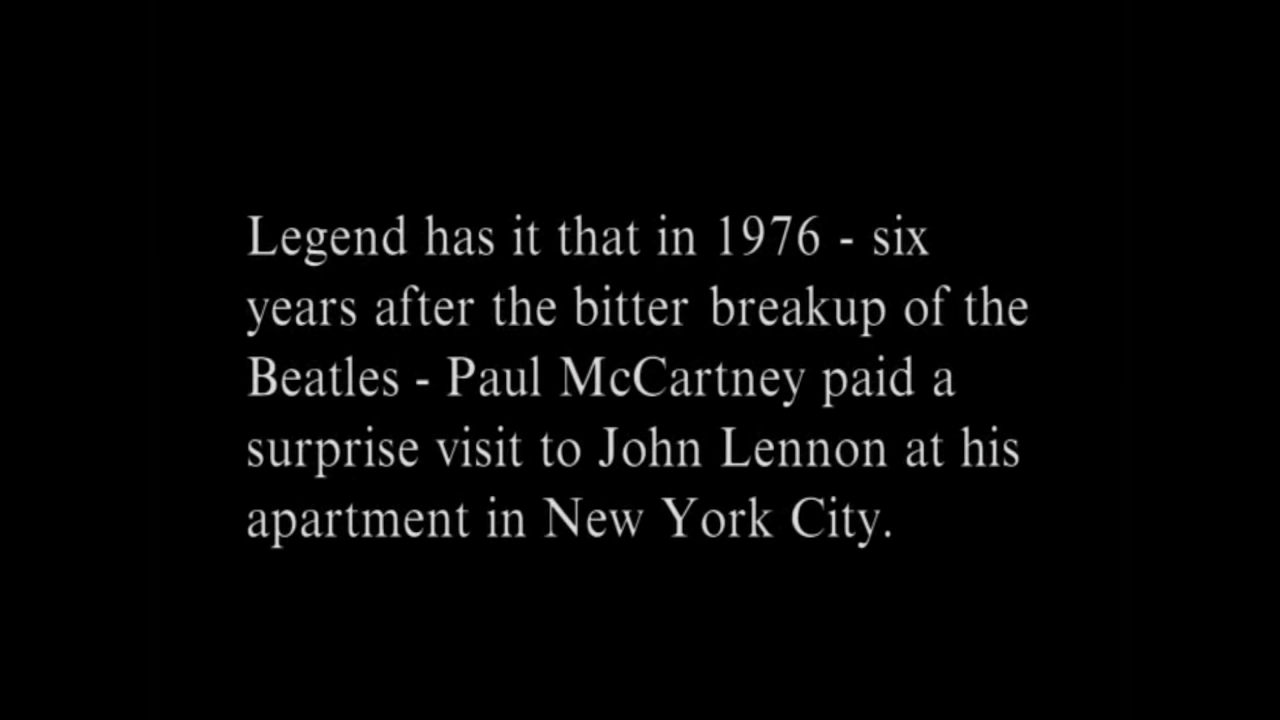 Legend has it that in 1976 - six
years after the bitter breakup of the
Beatles - Paul McCartney paid a
surprise visit to John Lennon at his
apartment in New York City.